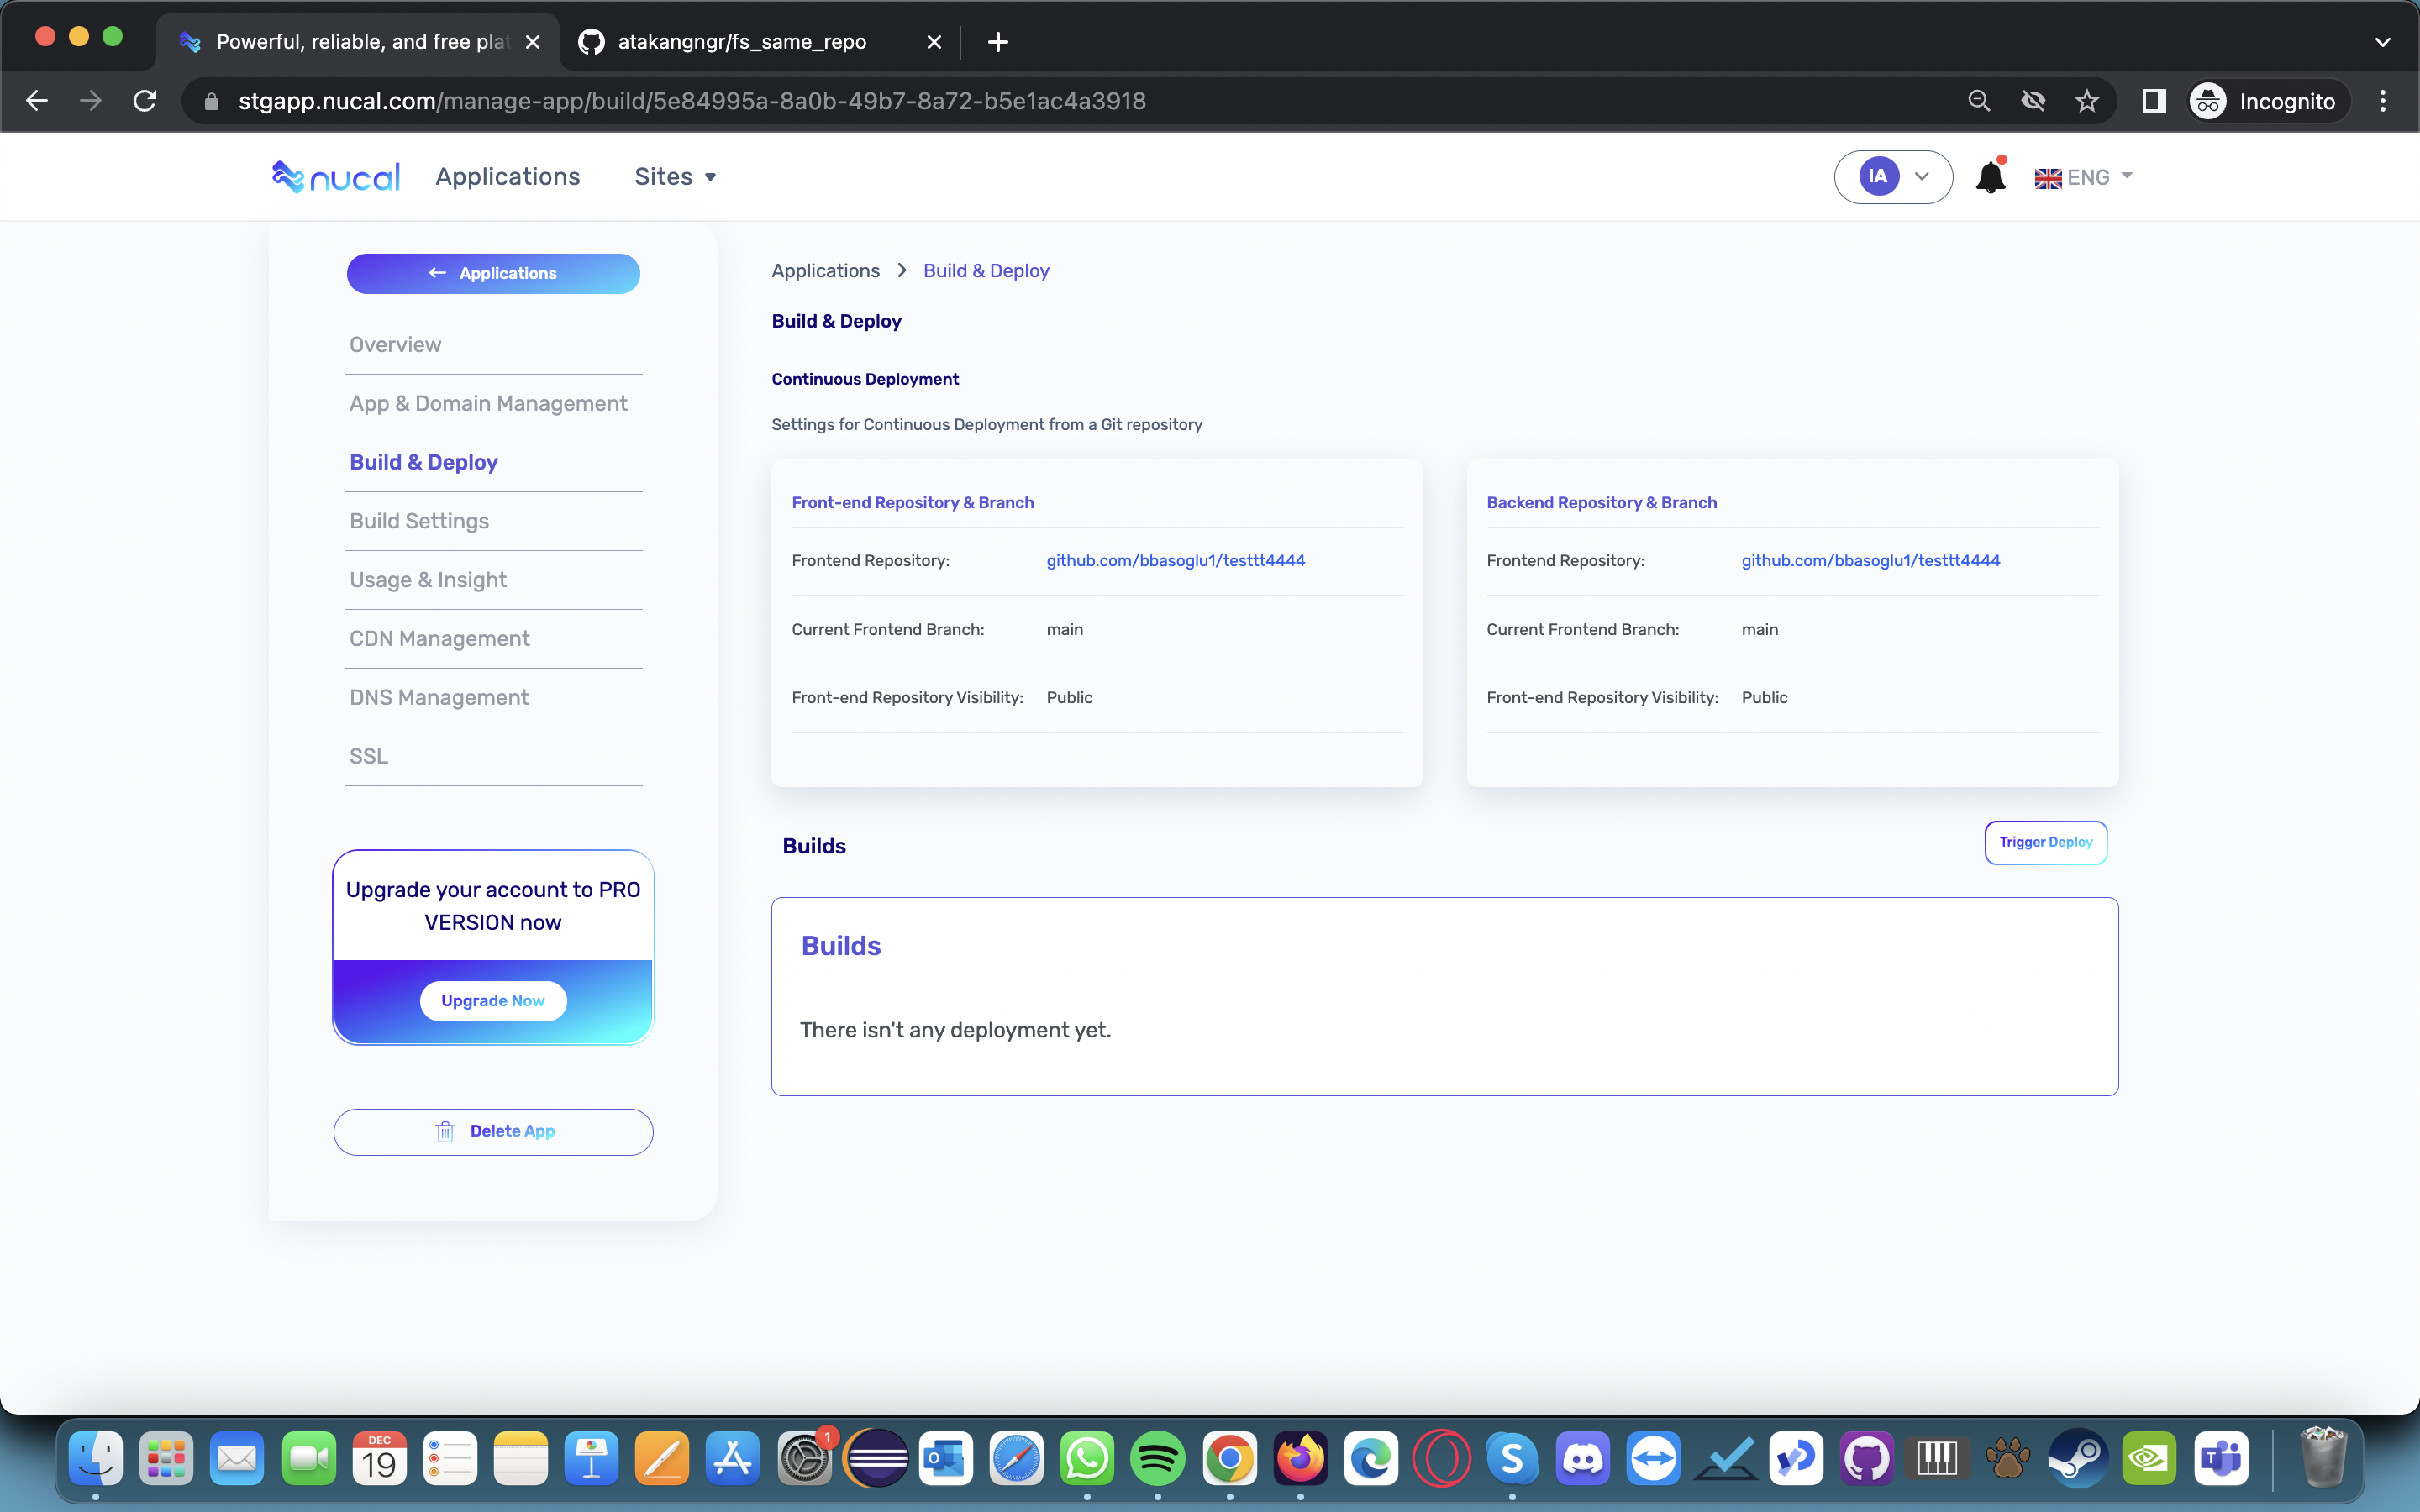 Powerful, reliable, and free pla
atakangngr/fs_same_repo
stgapp.nucal.com/manage-app/build/5e84995a-8a0b-49b7-8a72-b5e1ac4a3918
Incognito
nucal
Applications
Sites
IA
ENG
Applications
Overview
App & Domain Management
Build & Deploy
Build Settings
Usage & Insight
CDN Management
DNS Management
SSL
Upgrade your account to PRO
VERSION now
Upgrade Now
Delete App
Applications > Build & Deploy
Build & Deploy
Continuous Deployment
Settings for Continuous Deployment from a Git repository
Front-end Repository & Branch
Frontend Repository: github.com/bbasoglu1/testtt4444
Current Frontend Branch: main
Front-end Repository Visibility: Public
Backend Repository & Branch
Frontend Repository: github.com/bbasoglu1/testtt4444
Current Frontend Branch: main
Front-end Repository Visibility: Public
Builds
Trigger Deploy
Builds
There isn't any deployment yet.
DEC
19
1